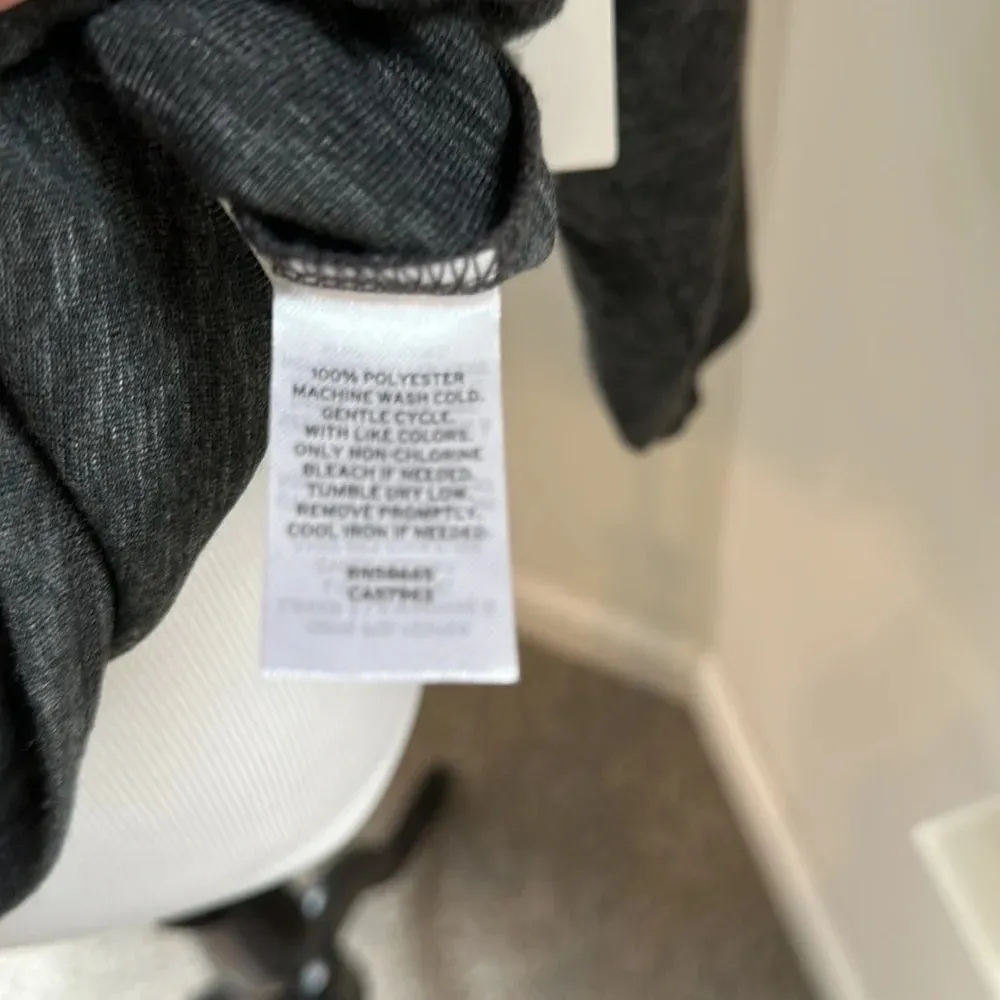 100% POLYESTER
MACHINE WASH COLD.
GENTLE CYCLE.
WITH LIKE COLORS.
ONLY NON-CHLORINE
BLEACH IF NEEDED.
TUMBLE DRY LOW.
REMOVE PROMPTLY.
COOL IRON IF NEEDED.